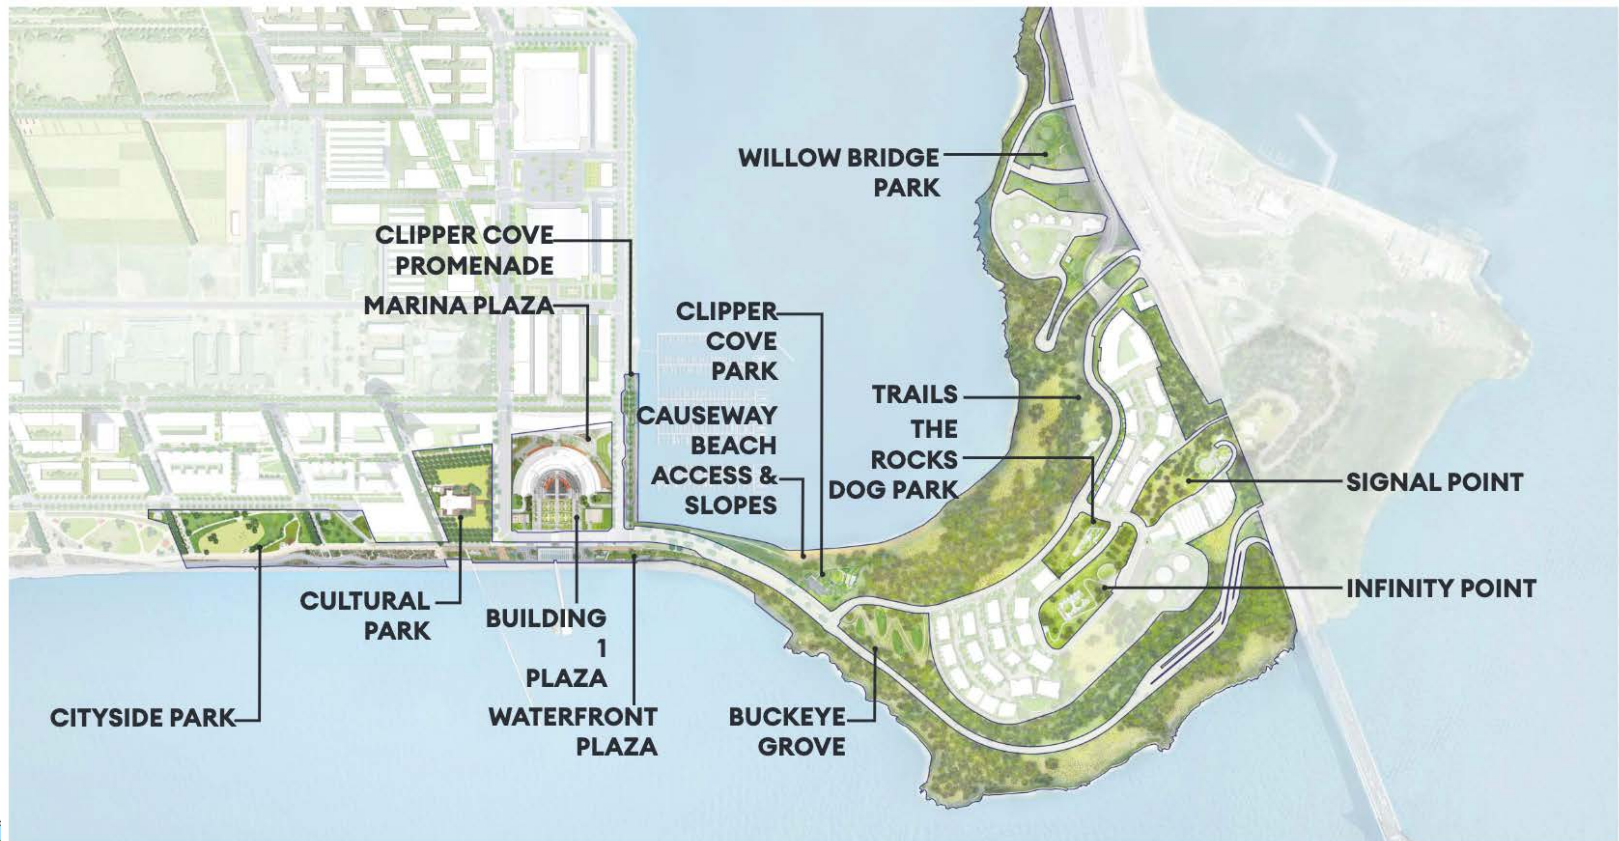 WILLOW BRIDGE
PARK
CLIPPER COVE
PROMENADE
MARINA PLAZA
CLIPPER
COVE
PARK
CAUSEWAY
BEACH
ACCESS &
SLOPES
TRAILS
THE
ROCKS
DOG PARK
SIGNAL POINT
INFINITY POINT
CULTURAL
PARK
BUILDING
1
PLAZA
CITYSIDE PARK
WATERFRONT
PLAZA
BUCKEYE
GROVE